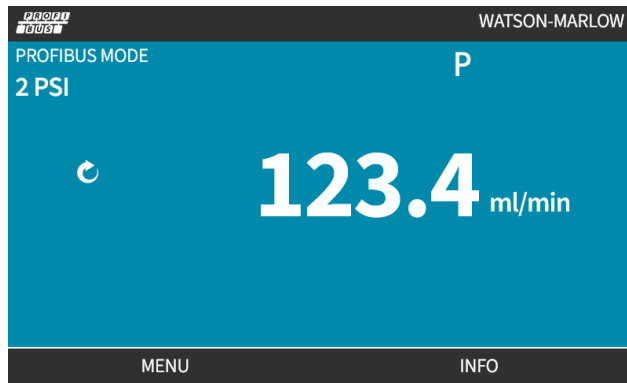 PROFI
BUS
WATSON-MARLOW
PROFIBUS MODE
P
2 PSI
123.4 ml/min
MENU
INFO